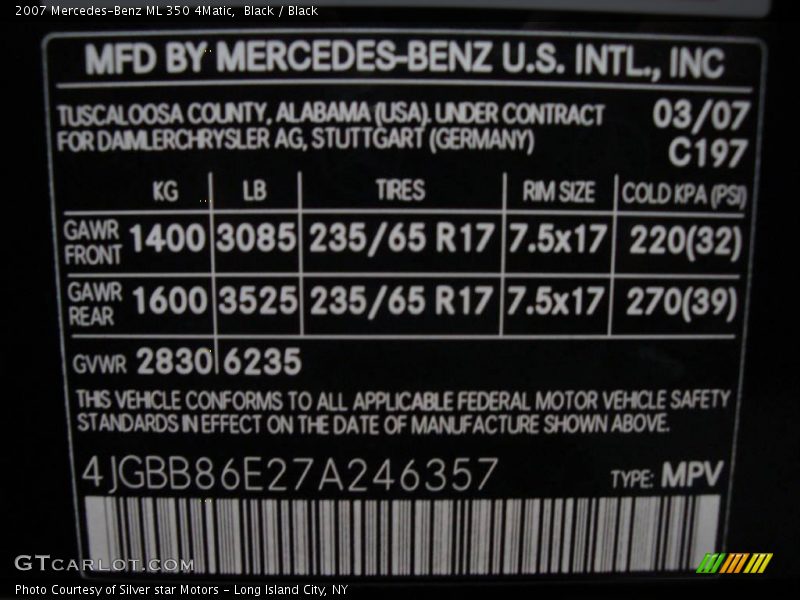 2007 Mercedes-Benz ML 350 4Matic, Black / Black
MFD BY MERCEDES-BENZ U.S. INTL., INC
TUSCALOOSA COUNTY, ALABAMA (USA). UNDER CONTRACT 03/07
FOR DAIMLERCHRYSLER AG, STUTTGART (GERMANY) C197
KG LB TIRES RIM SIZE COLD KPA (PSI)
GAWR FRONT 1400 3085 235/65 R17 7.5x17 220(32)
GAWR REAR 1600 3525 235/65 R17 7.5x17 270(39)
GVWR 2830 6235
THIS VEHICLE CONFORMS TO ALL APPLICABLE FEDERAL MOTOR VEHICLE SAFETY
STANDARDS IN EFFECT ON THE DATE OF MANUFACTURE SHOWN ABOVE.
4JGBB86E27A246357 TYPE: MPV
GTCARLOT.COM
Photo Courtesy of Silver star Motors - Long Island City, NY